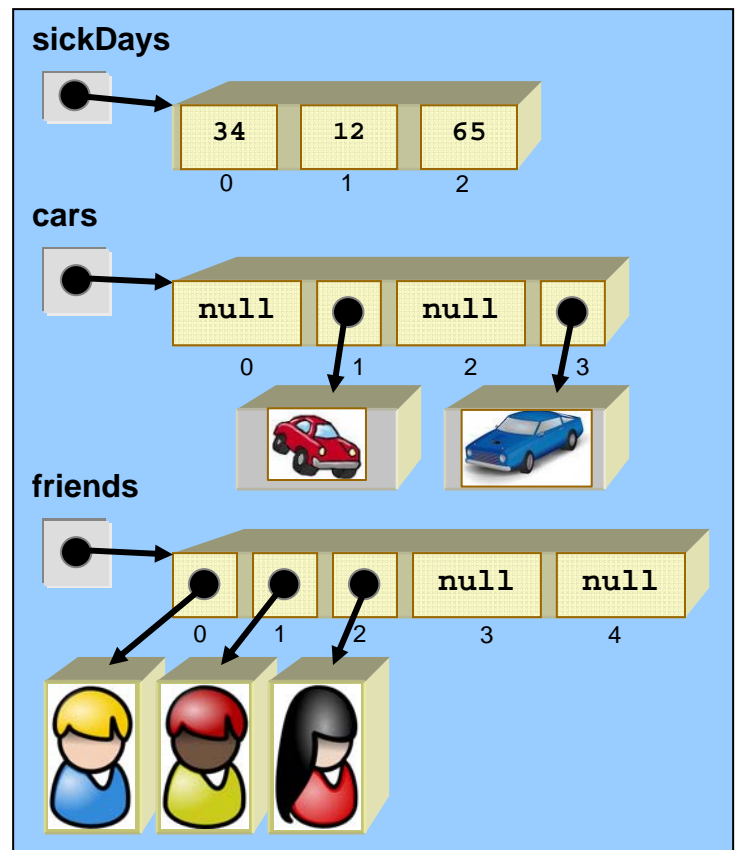 sickDays
34 12 65
0 1 2
cars
null null
0 1 2 3
friends
null null
0 1 2 3 4